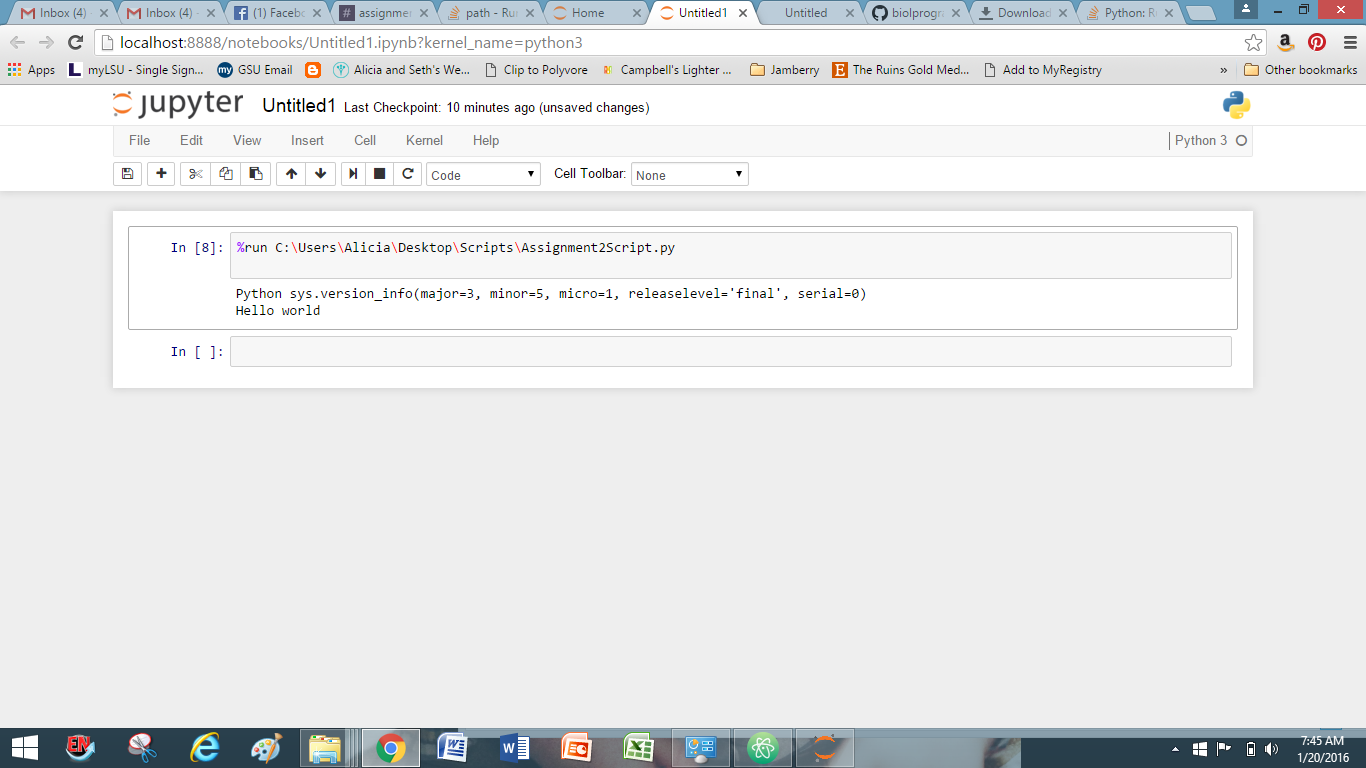 Inbox (4) Inbox (4) (1) Facebo assignmer path - Rur Home Untitled1 Untitled biolprogra Download Python: R
localhost:8888/notebooks/Untitled1.ipynb?kernel_name=python3
Apps myLSU - Single Sign... my GSU Email Alicia and Seth's We... Clip to Polyvore Campbell's Lighter ... Jamberry E The Ruins Gold Med... Add to MyRegistry » Other bookmarks
jupyter Untitled1 Last Checkpoint: 10 minutes ago (unsaved changes)
File Edit View Insert Cell Kernel Help Python 3
Code Cell Toolbar: None
In [8]: %run C:\Users\Alicia\Desktop\Scripts\Assignment2Script.py
Python sys.version_info(major=3, minor=5, micro=1, releaselevel='final', serial=0)
Hello world
In [ ]:
EN
7:45 AM
1/20/2016